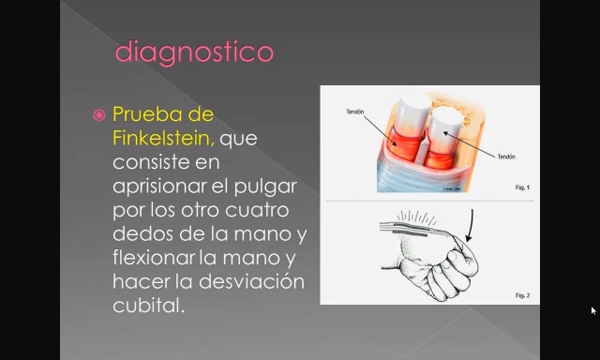 diagnostico
Prueba de
Finkelstein, que
consiste en
aprisionar el pulgar
por los otro cuatro
dedos de la mano y
flexionar la mano y
hacer la desviación
cubital.
Tendón
Tendón
Fig. 1
Fig. 2